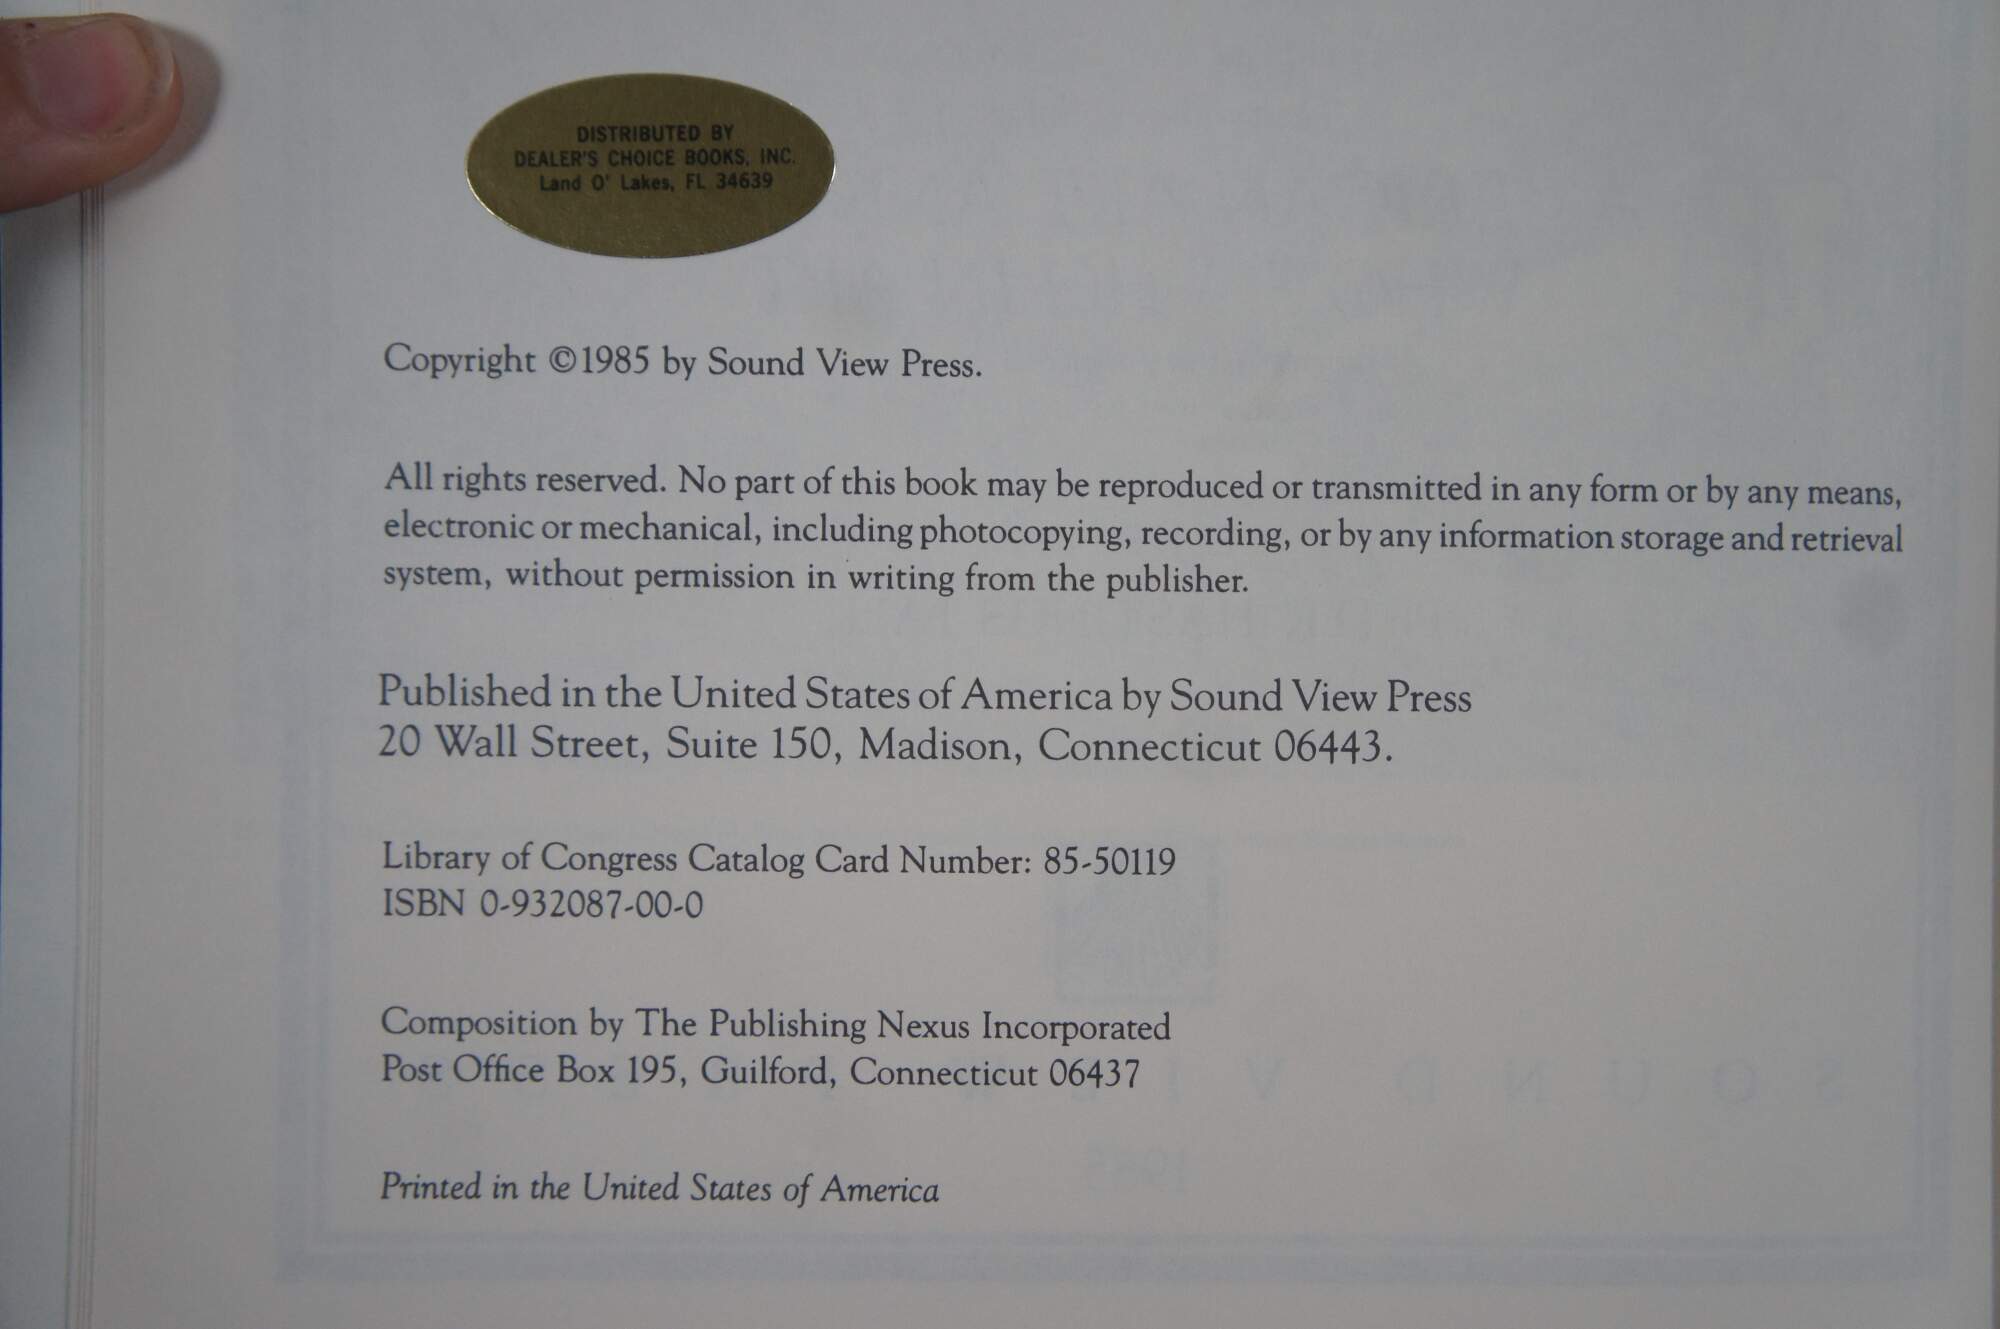 DISTRIBUTED BY
DEALER'S CHOICE BOOKS, INC.
Land O' Lakes, FL 34639
Copyright ©1985 by Sound View Press.
All rights reserved. No part of this book may be reproduced or transmitted in any form or by any means,
electronic or mechanical, including photocopying, recording, or by any information storage and retrieval
system, without permission in writing from the publisher.
Published in the United States of America by Sound View Press
20 Wall Street, Suite 150, Madison, Connecticut 06443.
Library of Congress Catalog Card Number: 85-50119
ISBN 0-932087-00-0
Composition by The Publishing Nexus Incorporated
Post Office Box 195, Guilford, Connecticut 06437
Printed in the United States of America